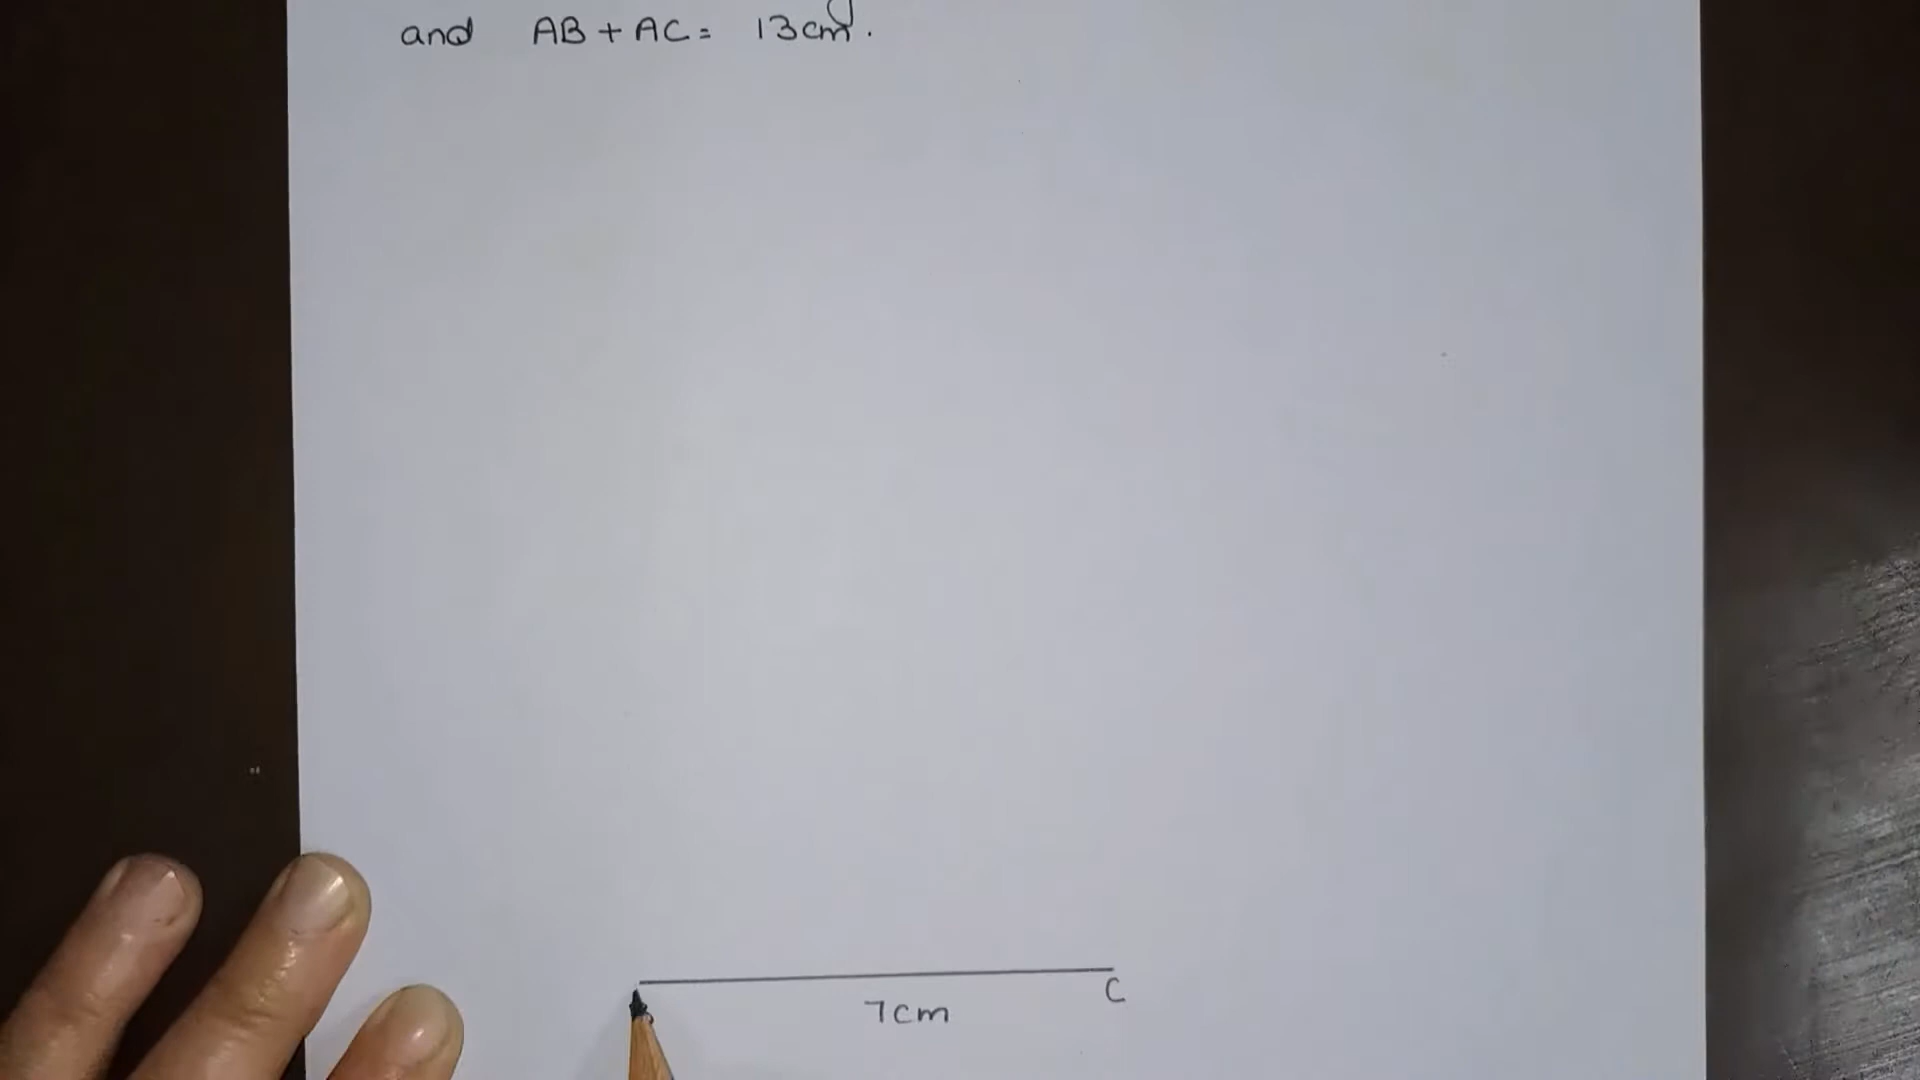 and AB + AC = 13cm.
C
7cm